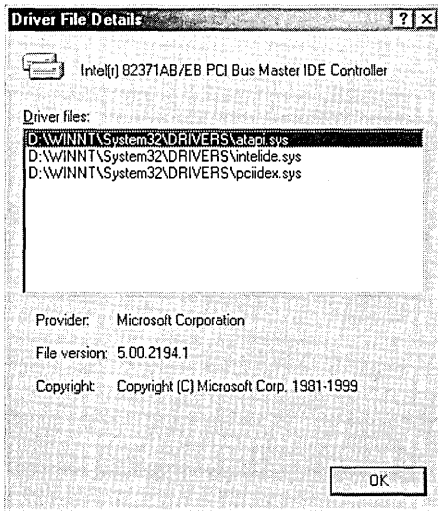 Driver File Details
Intel(r) 82371AB/EB PCI Bus Master IDE Controller
Driver files:
D:\WINNT\System32\DRIVERS\atapi.sys
D:\WINNT\System32\DRIVERS\intelide.sys
D:\WINNT\System32\DRIVERS\pciidex.sys
Provider: Microsoft Corporation
File version: 5.00.2194.1
Copyright: Copyright (C) Microsoft Corp. 1981-1999
OK